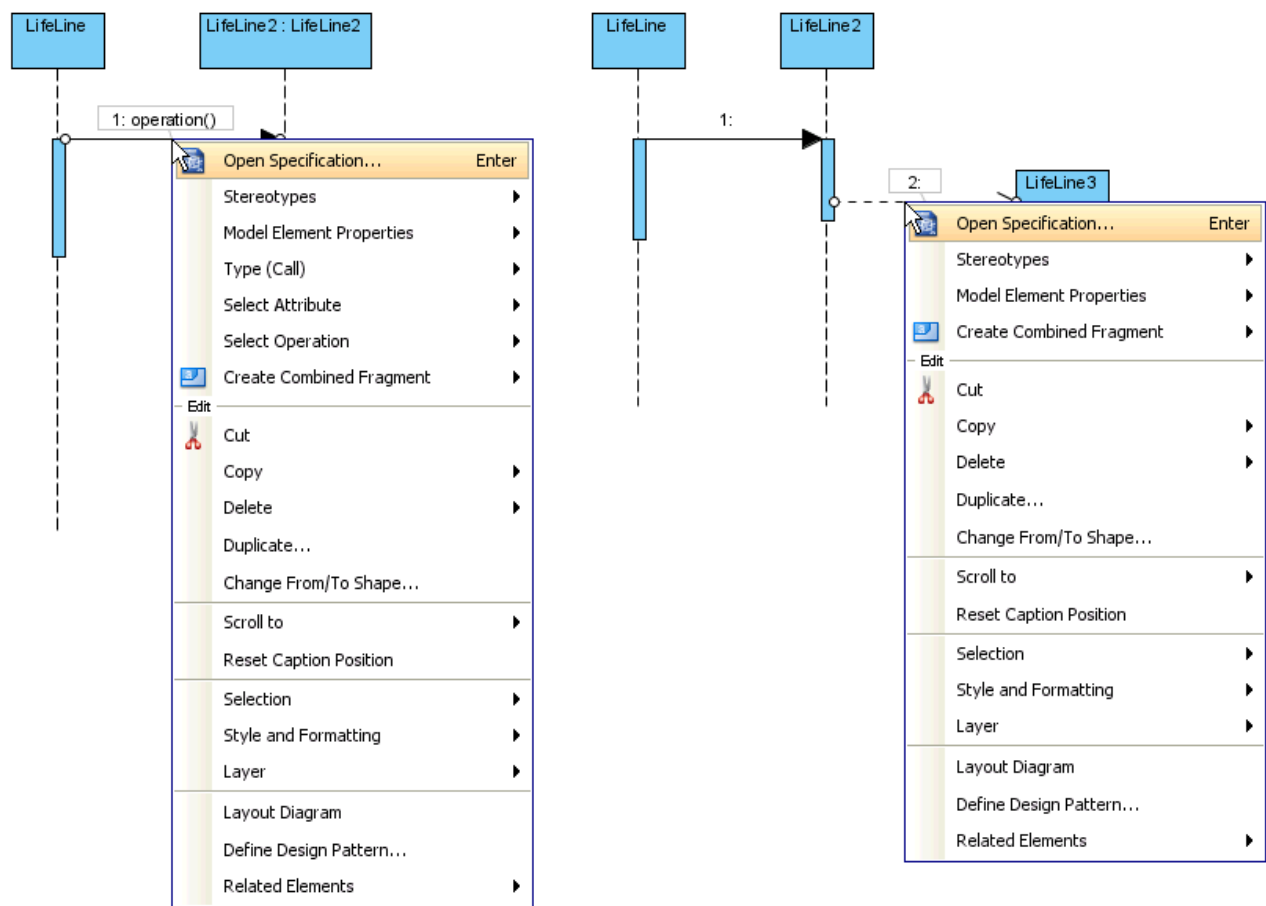 LifeLine
LifeLine2 : LifeLine2
1: operation()
Open Specification... Enter
Stereotypes
Model Element Properties
Type (Call)
Select Attribute
Select Operation
Create Combined Fragment
Edit
Cut
Copy
Delete
Duplicate...
Change From/To Shape...
Scroll to
Reset Caption Position
Selection
Style and Formatting
Layer
Layout Diagram
Define Design Pattern...
Related Elements
LifeLine
LifeLine2
1:
2:
LifeLine3
Open Specification... Enter
Stereotypes
Model Element Properties
Create Combined Fragment
Edit
Cut
Copy
Delete
Duplicate...
Change From/To Shape...
Scroll to
Reset Caption Position
Selection
Style and Formatting
Layer
Layout Diagram
Define Design Pattern...
Related Elements